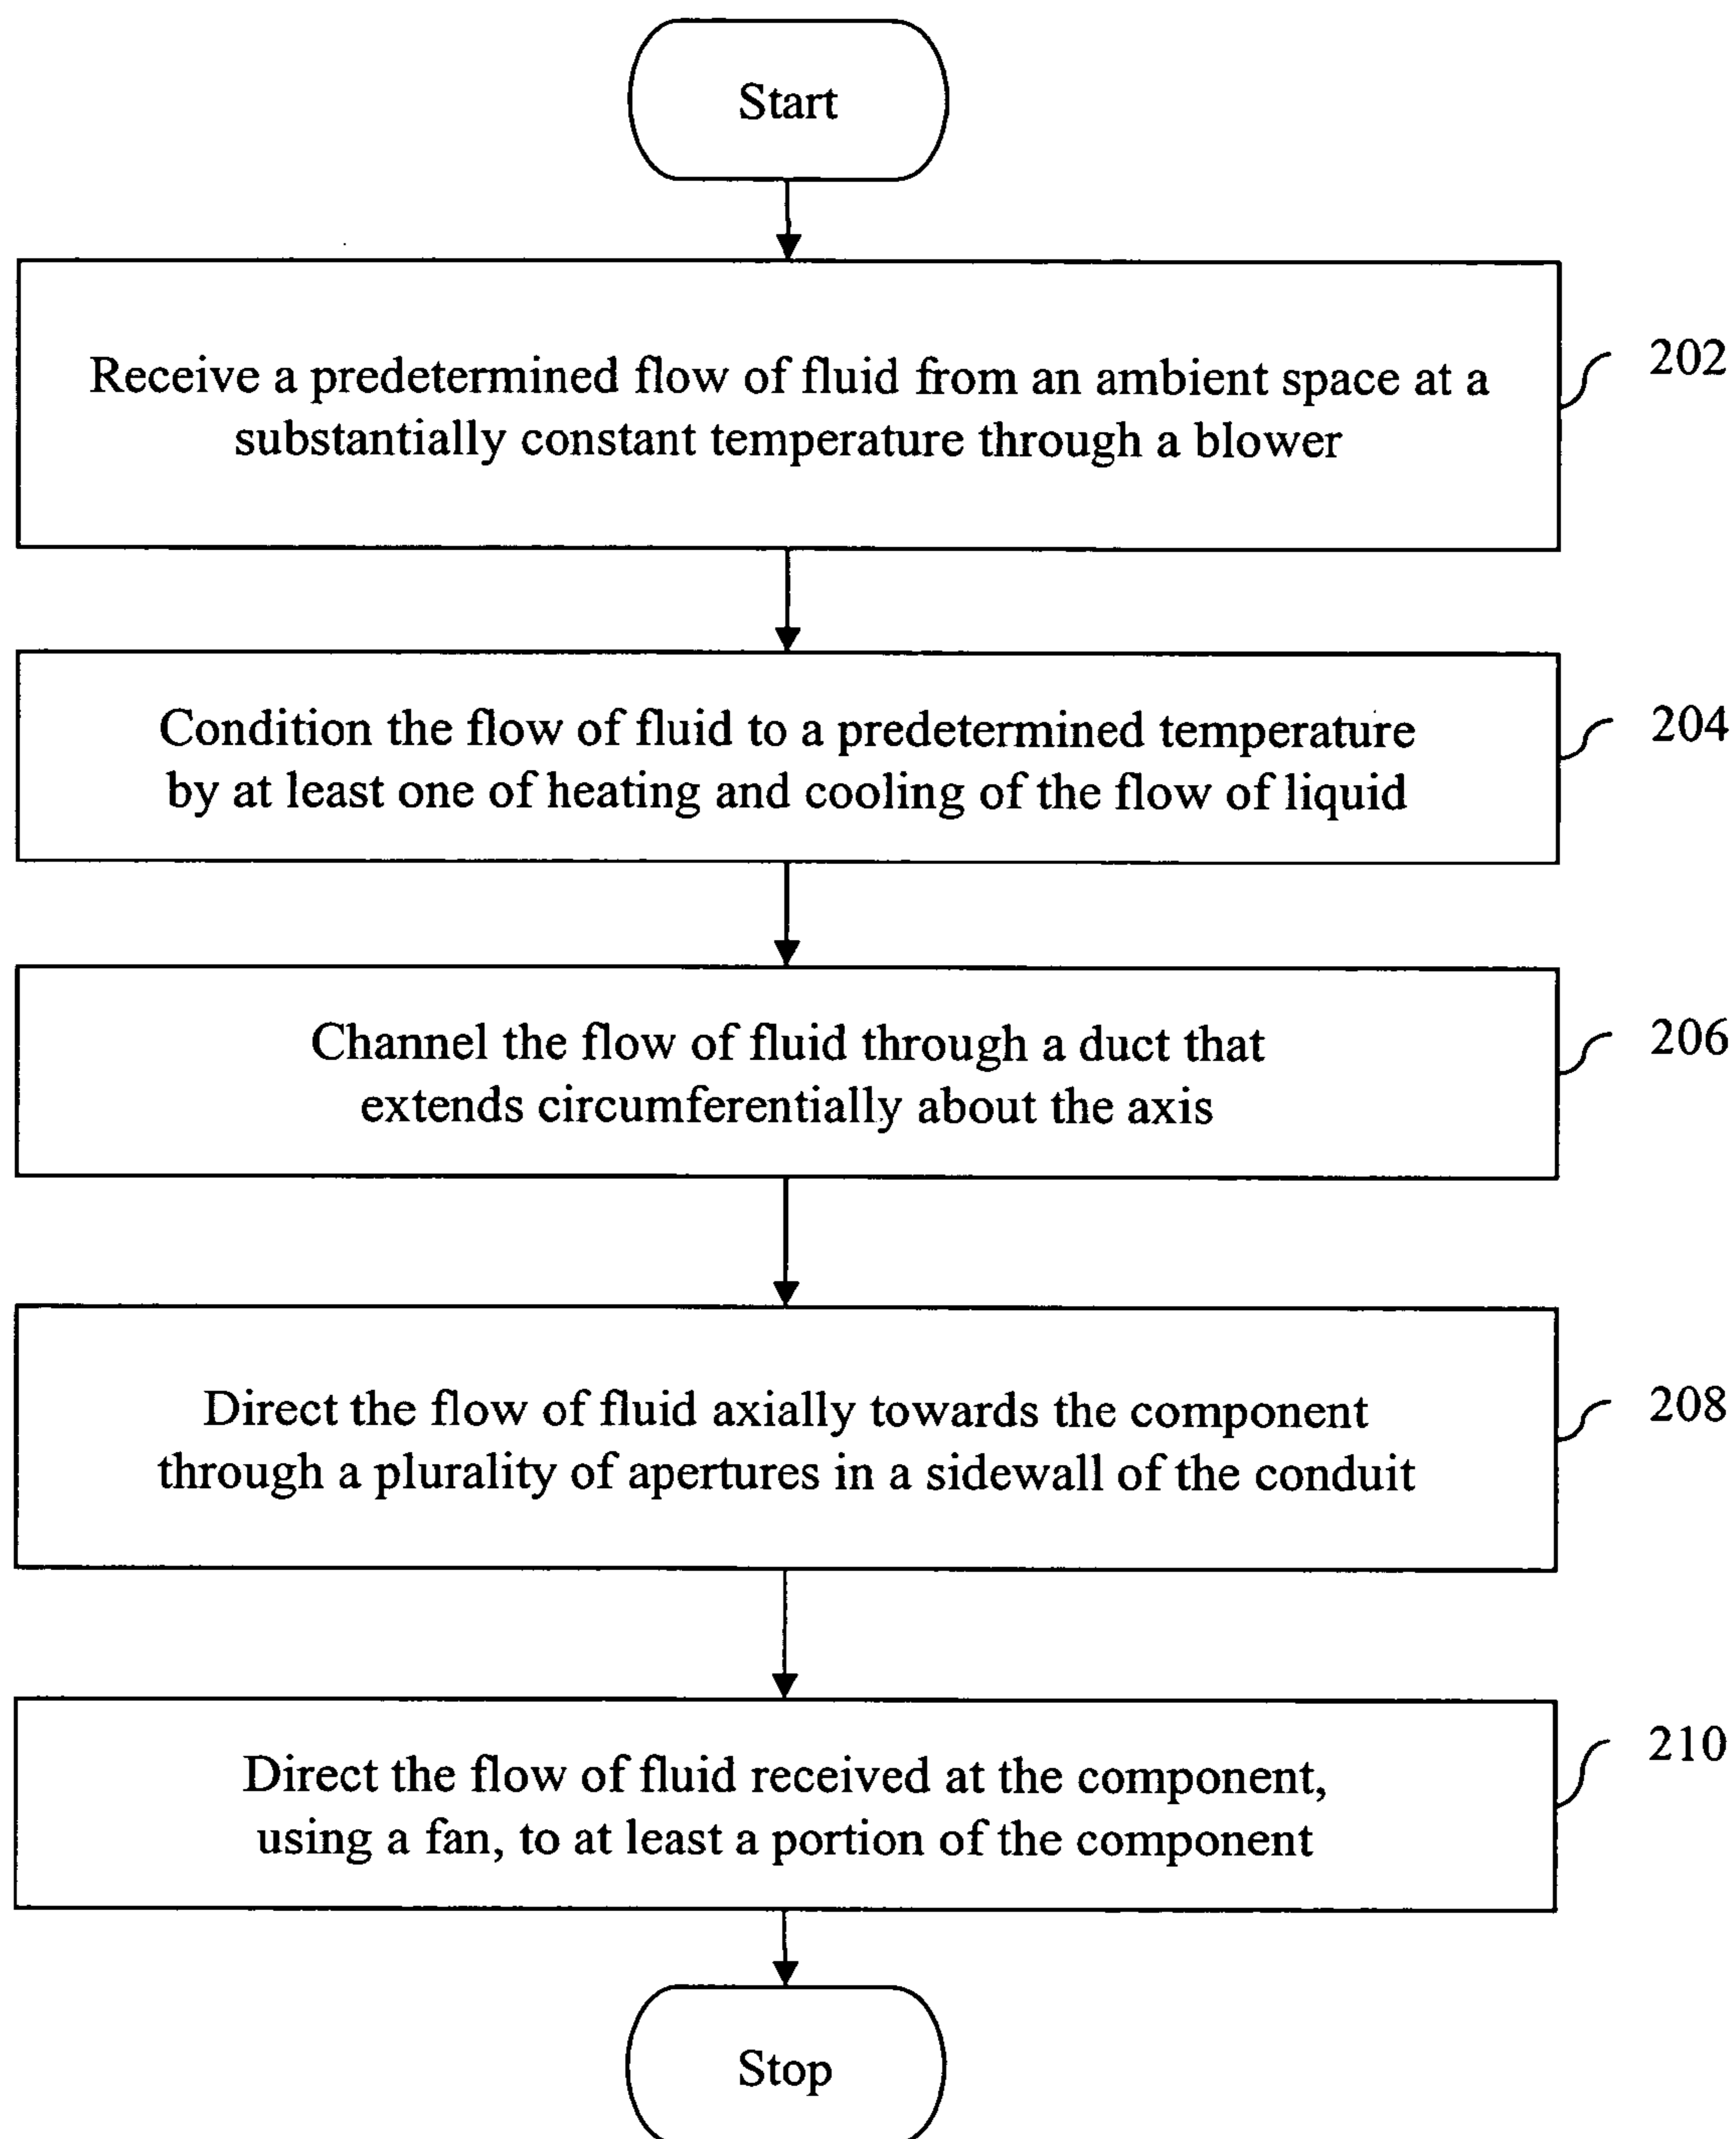 Start
Receive a predetermined flow of fluid from an ambient space at a
substantially constant temperature through a blower
202
Condition the flow of fluid to a predetermined temperature
by at least one of heating and cooling of the flow of liquid
204
Channel the flow of fluid through a duct that
extends circumferentially about the axis
206
Direct the flow of fluid axially towards the component
through a plurality of apertures in a sidewall of the conduit
208
Direct the flow of fluid received at the component,
using a fan, to at least a portion of the component
210
Stop